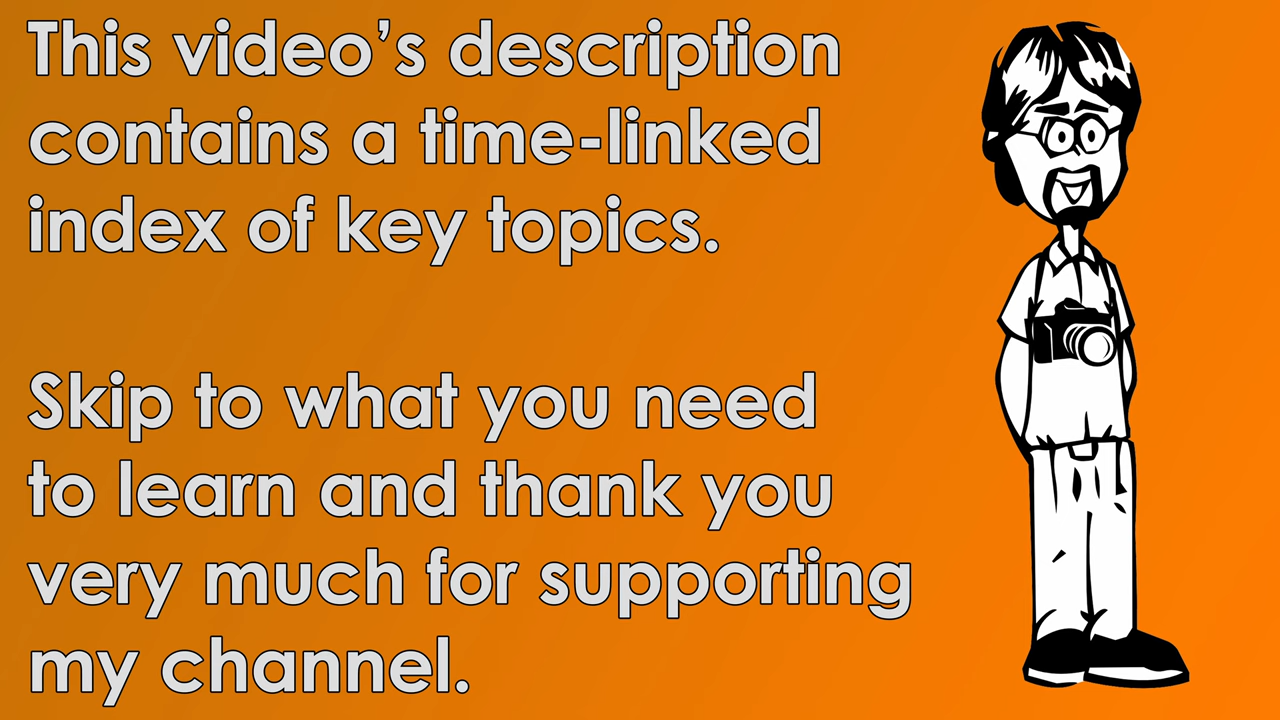 This video’s description
contains a time-linked
index of key topics.
Skip to what you need
to learn and thank you
very much for supporting
my channel.